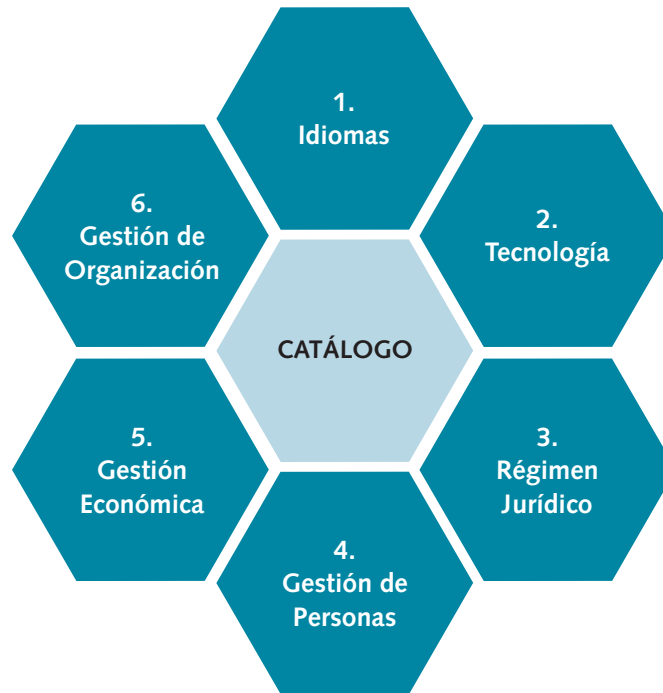 1.
Idiomas
2.
Tecnología
3.
Régimen
Jurídico
4.
Gestión de
Personas
5.
Gestión
Económica
6.
Gestión de
Organización
CATÁLOGO